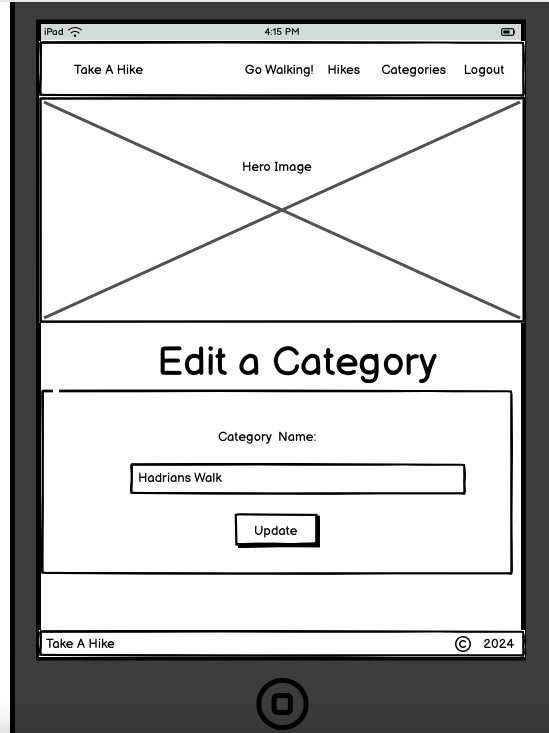 iPad 4:15 PM
Take A Hike Go Walking! Hikes Categories Logout
Hero Image
Edit a Category
Category Name:
Hadrians Walk
Update
Take A Hike © 2024